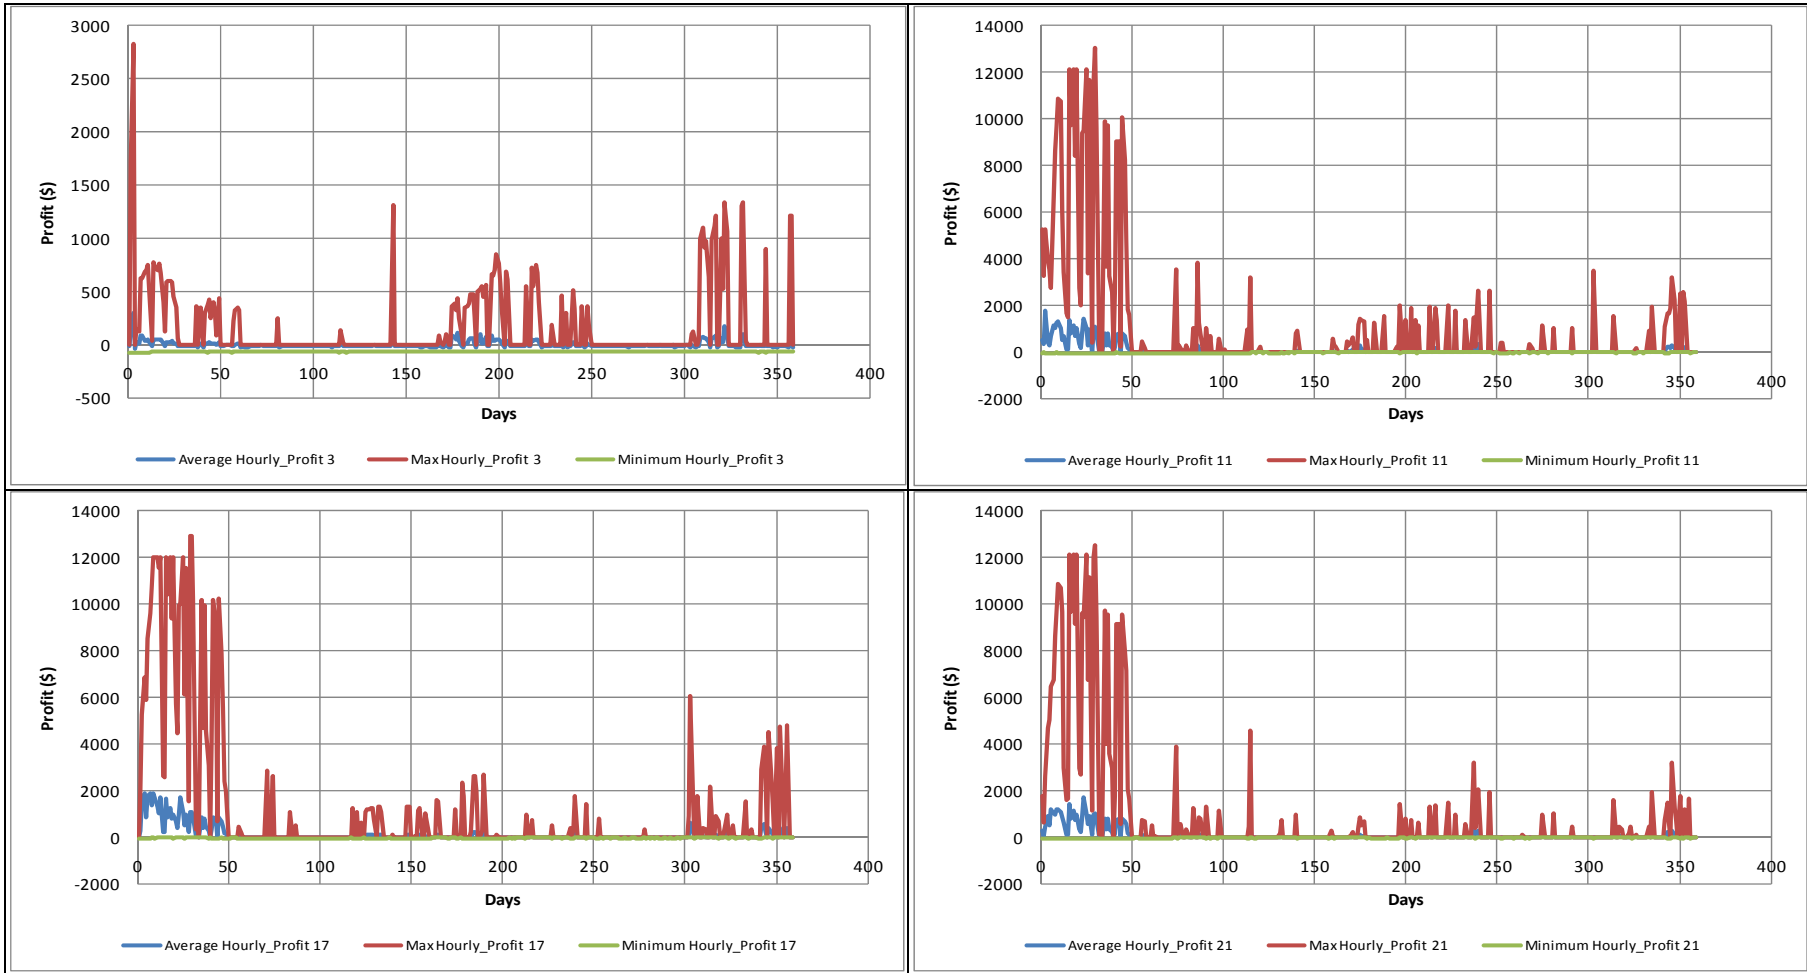 3000
2500
2000
1500
1000
500
0
-500
0 50 100 150 200 250 300 350 400
Profit ($)
Days
Average Hourly_Profit 3 Max Hourly_Profit 3 Minimum Hourly_Profit 3
14000
12000
10000
8000
6000
4000
2000
0
-2000
0 50 100 150 200 250 300 350 400
Profit ($)
Days
Average Hourly_Profit 11 Max Hourly_Profit 11 Minimum Hourly_Profit 11
14000
12000
10000
8000
6000
4000
2000
0
-2000
0 50 100 150 200 250 300 350 400
Profit ($)
Days
Average Hourly_Profit 17 Max Hourly_Profit 17 Minimum Hourly_Profit 17
14000
12000
10000
8000
6000
4000
2000
0
-2000
0 50 100 150 200 250 300 350 400
Profit ($)
Days
Average Hourly_Profit 21 Max Hourly_Profit 21 Minimum Hourly_Profit 21